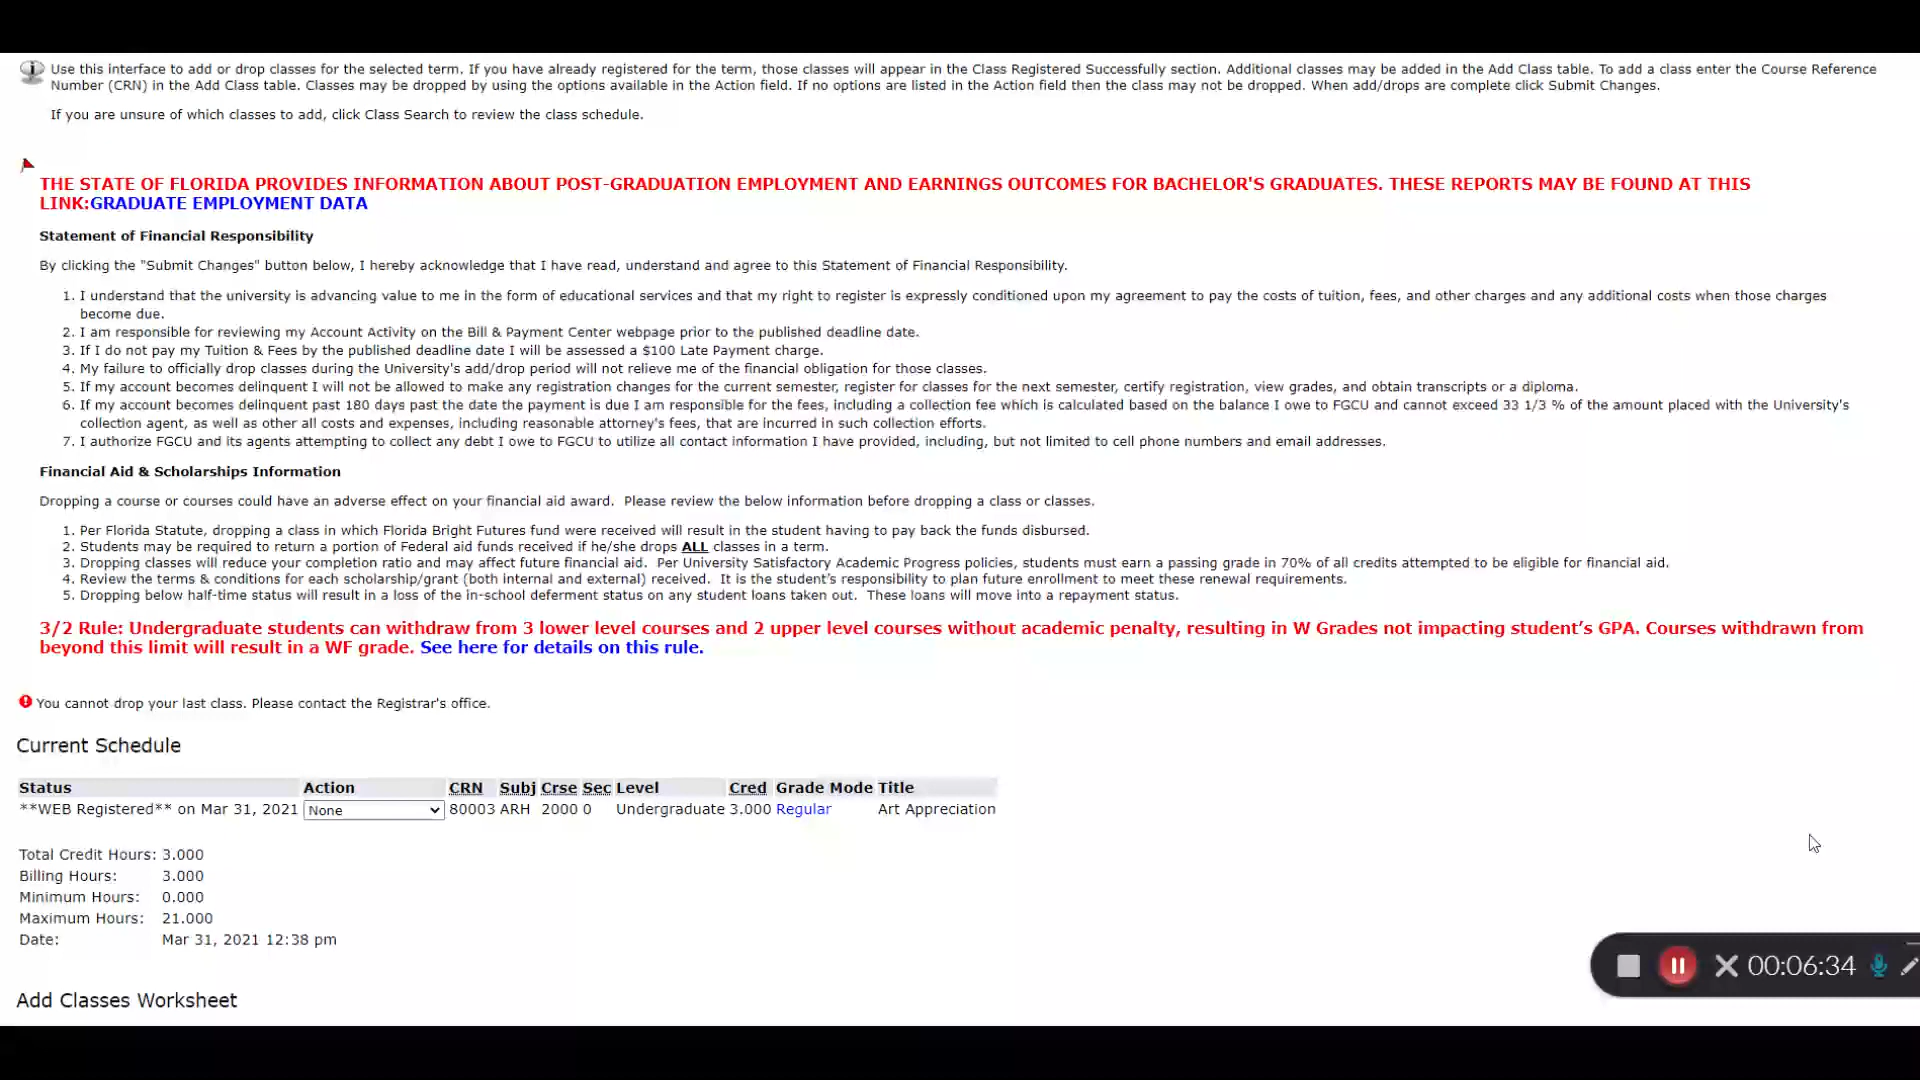 Use this interface to add or drop classes for the selected term. If you have already registered for the term, those classes will appear in the Class Registered Successfully section. Additional classes may be added in the Add Class table. To add a class enter the Course Reference
Number (CRN) in the Add Class table. Classes may be dropped by using the options available in the Action field. If no options are listed in the Action field then the class may not be dropped. When add/drops are complete click Submit Changes.
If you are unsure of which classes to add, click Class Search to review the class schedule.
THE STATE OF FLORIDA PROVIDES INFORMATION ABOUT POST-GRADUATION EMPLOYMENT AND EARNINGS OUTCOMES FOR BACHELOR'S GRADUATES. THESE REPORTS MAY BE FOUND AT THIS
LINK:GRADUATE EMPLOYMENT DATA
Statement of Financial Responsibility
By clicking the "Submit Changes" button below, I hereby acknowledge that I have read, understand and agree to this Statement of Financial Responsibility.
1. I understand that the university is advancing value to me in the form of educational services and that my right to register is expressly conditioned upon my agreement to pay the costs of tuition, fees, and other charges and any additional costs when those charges
become due.
2. I am responsible for reviewing my Account Activity on the Bill & Payment Center webpage prior to the published deadline date.
3. If I do not pay my Tuition & Fees by the published deadline date I will be assessed a $100 Late Payment charge.
4. My failure to officially drop classes during the University's add/drop period will not relieve me of the financial obligation for those classes.
5. If my account becomes delinquent I will not be allowed to make any registration changes for the current semester, register for classes for the next semester, certify registration, view grades, and obtain transcripts or a diploma.
6. If my account becomes delinquent past 180 days past the date the payment is due I am responsible for the fees, including a collection fee which is calculated based on the balance I owe to FGCU and cannot exceed 33 1/3 % of the amount placed with the University's
collection agent, as well as other all costs and expenses, including reasonable attorney's fees, that are incurred in such collection efforts.
7. I authorize FGCU and its agents attempting to collect any debt I owe to FGCU to utilize all contact information I have provided, including, but not limited to cell phone numbers and email addresses.
Financial Aid & Scholarships Information
Dropping a course or courses could have an adverse effect on your financial aid award. Please review the below information before dropping a class or classes.
1. Per Florida Statute, dropping a class in which Florida Bright Futures fund were received will result in the student having to pay back the funds disbursed.
2. Students may be required to return a portion of Federal aid funds received if he/she drops ALL classes in a term.
3. Dropping classes will reduce your completion ratio and may affect future financial aid. Per University Satisfactory Academic Progress policies, students must earn a passing grade in 70% of all credits attempted to be eligible for financial aid.
4. Review the terms & conditions for each scholarship/grant (both internal and external) received. It is the student's responsibility to plan future enrollment to meet these renewal requirements.
5. Dropping below half-time status will result in a loss of the in-school deferment status on any student loans taken out. These loans will move into a repayment status.
3/2 Rule: Undergraduate students can withdraw from 3 lower level courses and 2 upper level courses without academic penalty, resulting in W Grades not impacting student’s GPA. Courses withdrawn from
beyond this limit will result in a WF grade. See here for details on this rule.
You cannot drop your last class. Please contact the Registrar's office.
Current Schedule
Status Action CRN Subj Crse Sec Level Cred Grade Mode Title
**WEB Registered** on Mar 31, 2021 None 80003 ARH 2000 0 Undergraduate 3.000 Regular Art Appreciation
Total Credit Hours: 3.000
Billing Hours: 3.000
Minimum Hours: 0.000
Maximum Hours: 21.000
Date: Mar 31, 2021 12:38 pm
00:06:34
Add Classes Worksheet